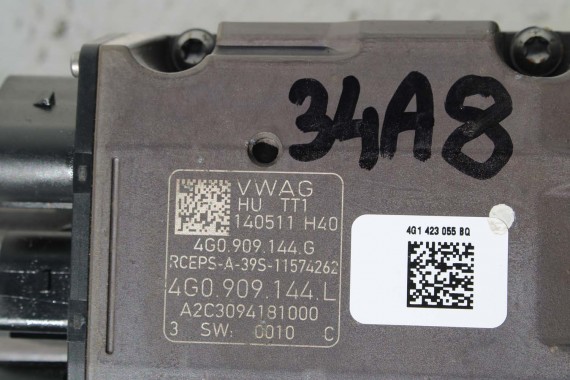 34A8
VWAG
HU TT1
140511 H40
4G0.909.144.G
RCEPS-A-39S-11574262
4G0.909.144.L
A2C3094181000
3 SW: 0010 C
4G1 423 055 BQ